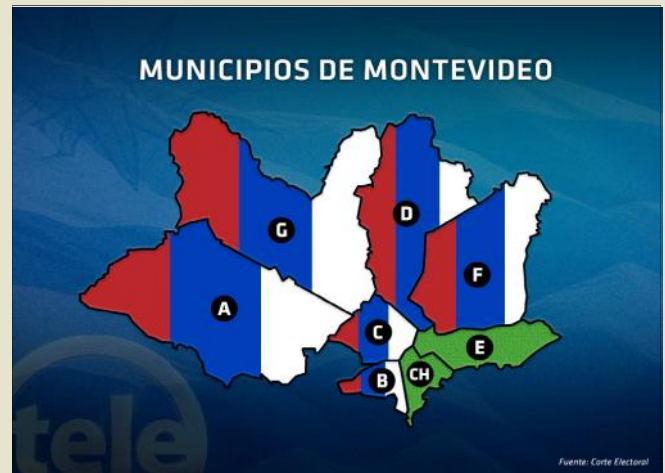 MUNICIPIOS DE MONTEVIDEO
G
D
F
A
C
E
B
CH
tele
Fuente: Corte Electoral